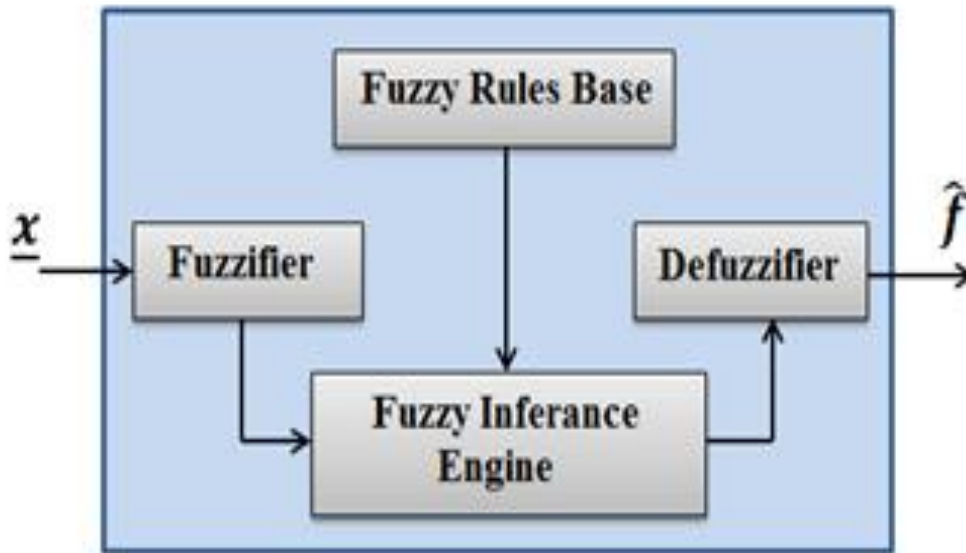 Fuzzy Rules Base
x
Fuzzifier
Defuzzifier
f̂
Fuzzy Inferance
Engine